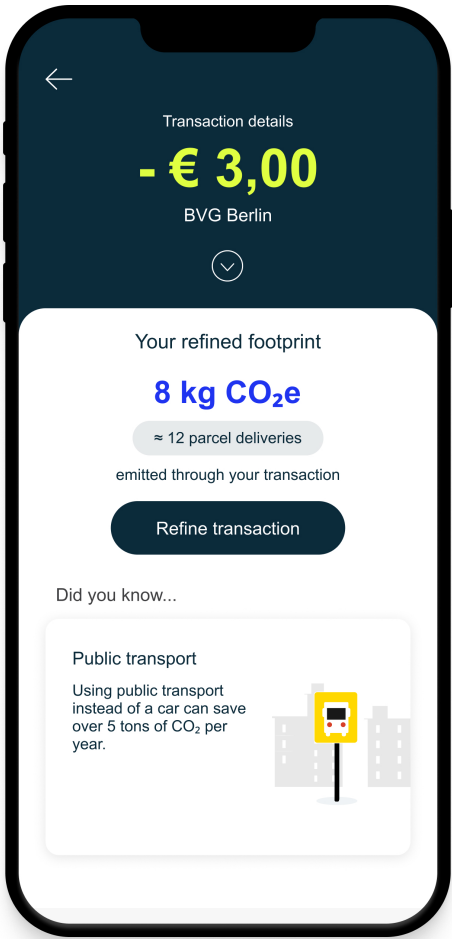 Transaction details
- € 3,00
BVG Berlin
Your refined footprint
8 kg CO₂e
≈ 12 parcel deliveries
emitted through your transaction
Refine transaction
Did you know...
Public transport
Using public transport
instead of a car can save
over 5 tons of CO₂ per
year.